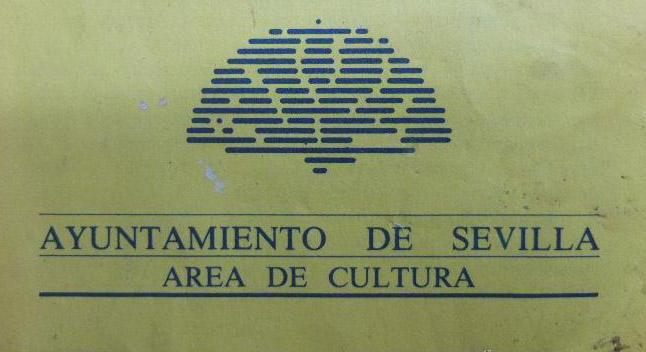 AYUNTAMIENTO DE SEVILLA
AREA DE CULTURA